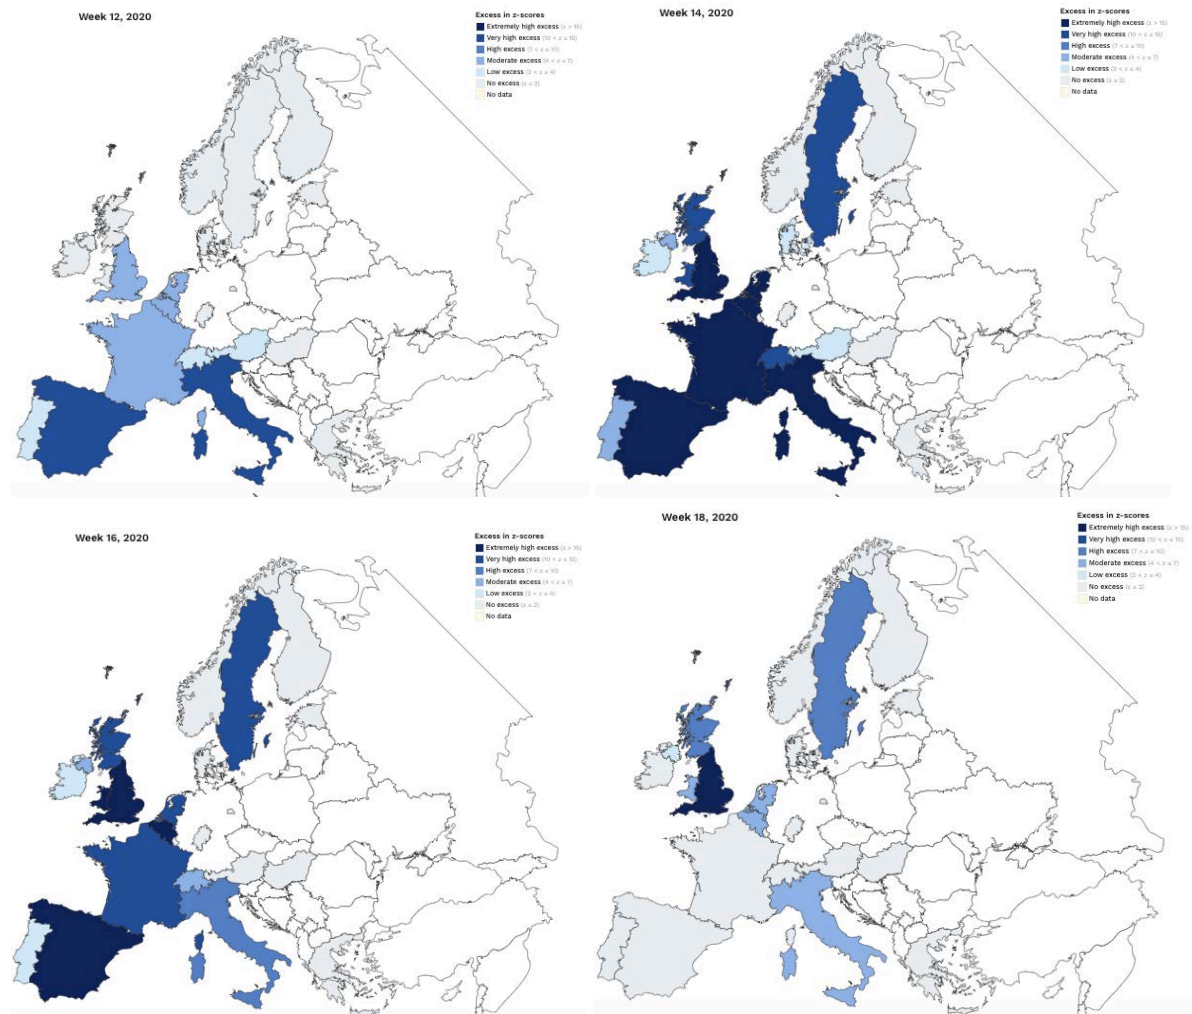 Week 12, 2020
Excess in z-scores
Extremely high excess (z > 15)
Very high excess (10 < z ≤ 15)
High excess (7 < z ≤ 10)
Moderate excess (4 < z ≤ 7)
Low excess (2 < z ≤ 4)
No excess (z ≤ 2)
No data
Week 14, 2020
Excess in z-scores
Extremely high excess (z > 15)
Very high excess (10 < z ≤ 15)
High excess (7 < z ≤ 10)
Moderate excess (4 < z ≤ 7)
Low excess (2 < z ≤ 4)
No excess (z ≤ 2)
No data
Week 16, 2020
Excess in z-scores
Extremely high excess (z > 15)
Very high excess (10 < z ≤ 15)
High excess (7 < z ≤ 10)
Moderate excess (4 < z ≤ 7)
Low excess (2 < z ≤ 4)
No excess (z ≤ 2)
No data
Week 18, 2020
Excess in z-scores
Extremely high excess (z > 15)
Very high excess (10 < z ≤ 15)
High excess (7 < z ≤ 10)
Moderate excess (4 < z ≤ 7)
Low excess (2 < z ≤ 4)
No excess (z ≤ 2)
No data